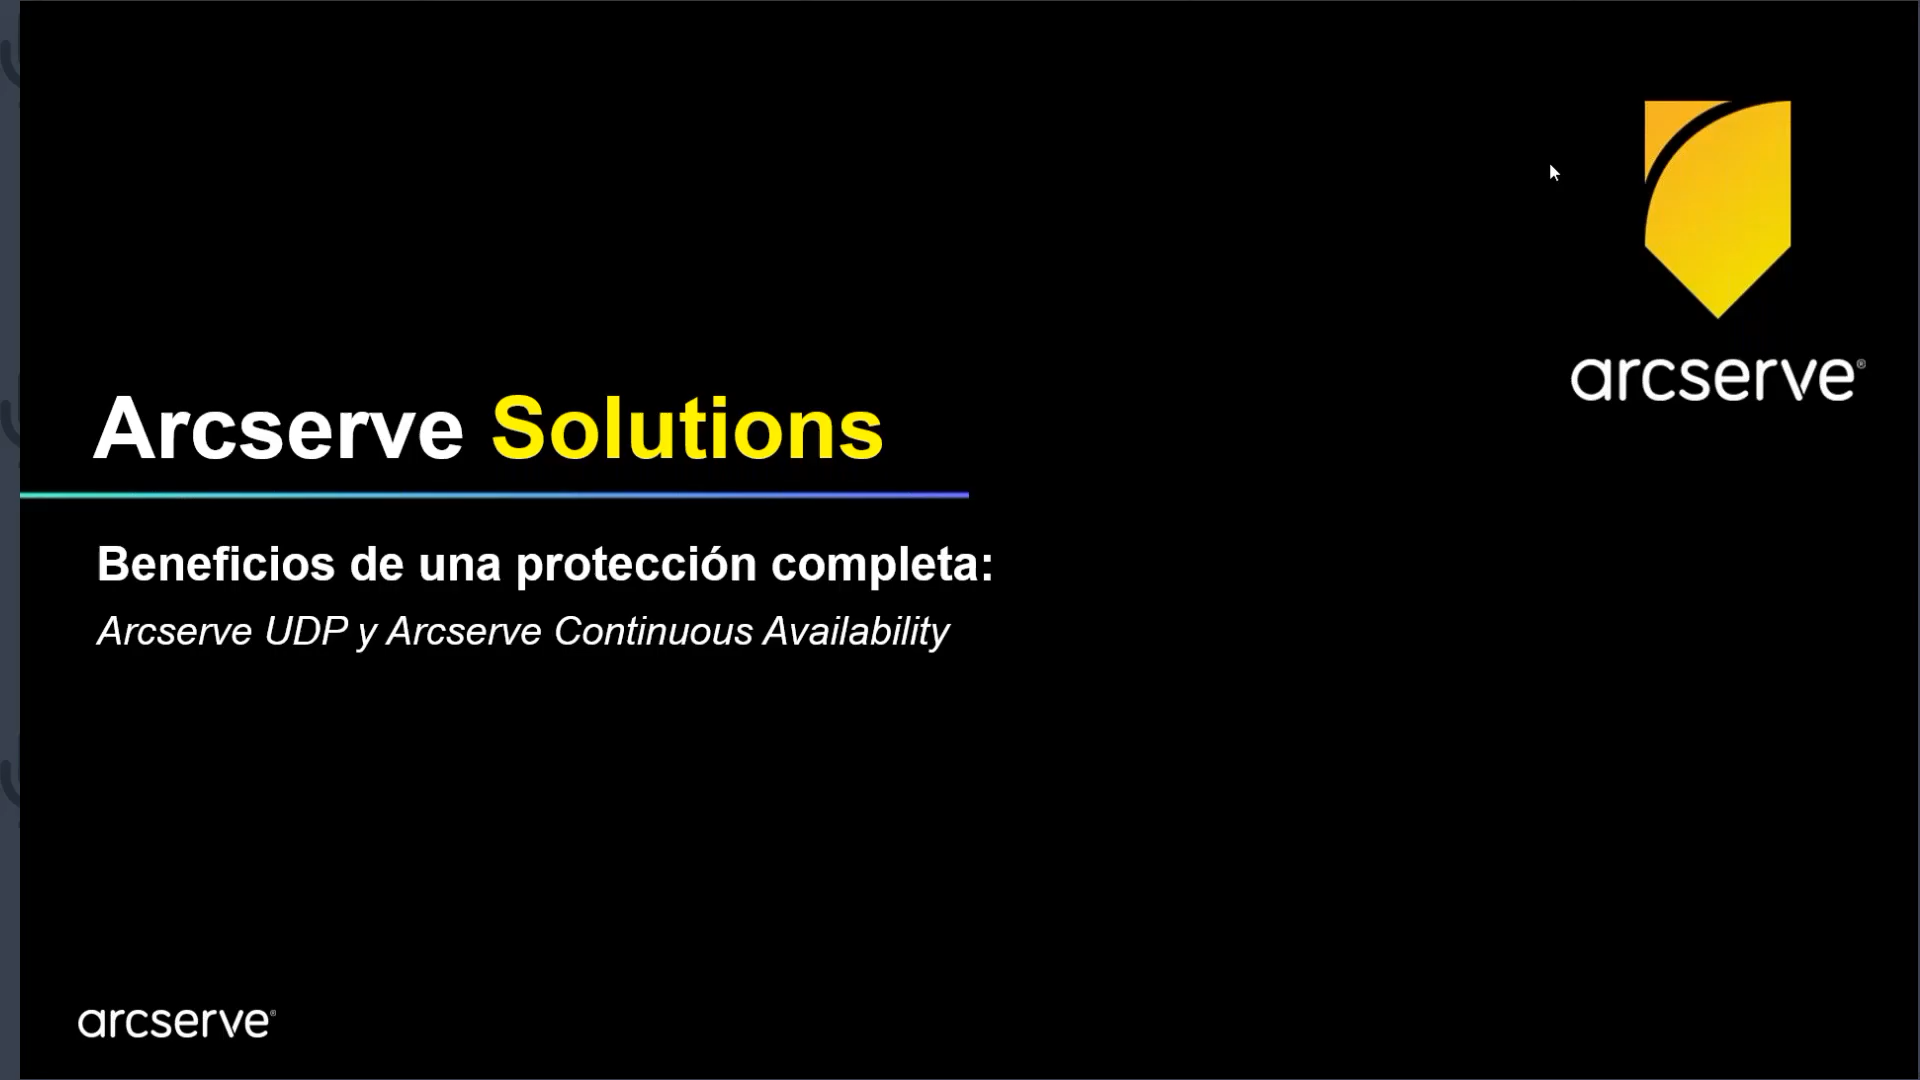 arcserve®
Arcserve Solutions
Beneficios de una protección completa:
Arcserve UDP y Arcserve Continuous Availability
arcserve®